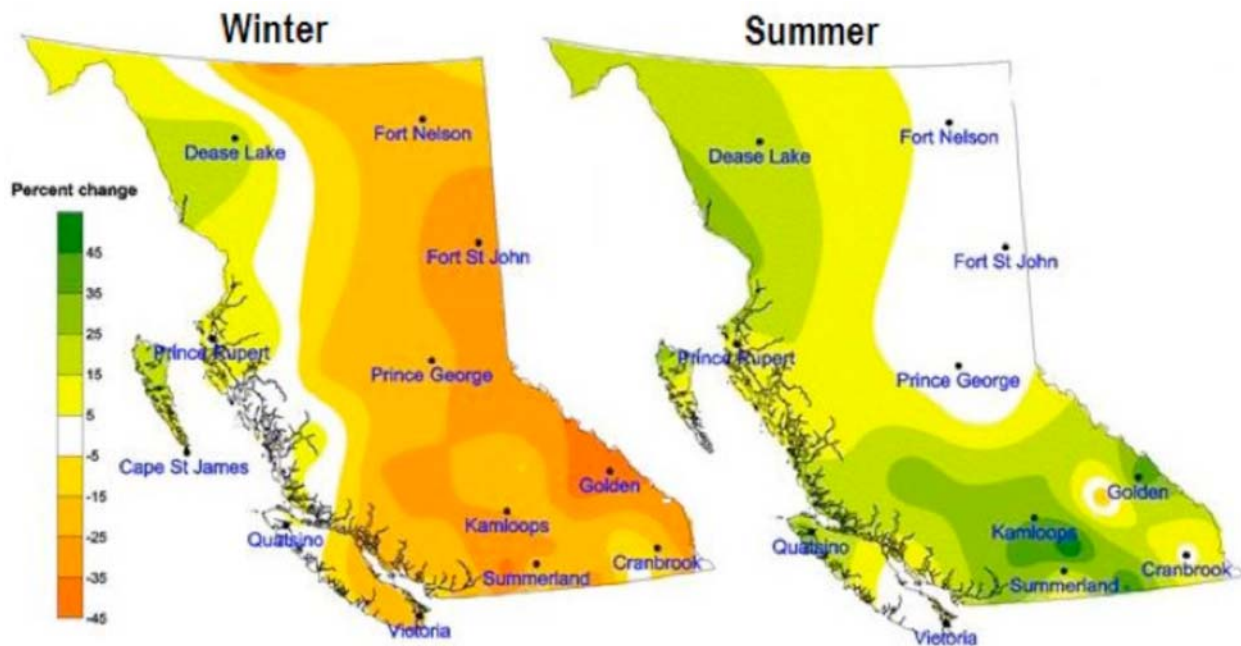 Winter
Summer
Fort Nelson
Dease Lake
Percent change
45
35
25
15
5
-5
-15
-25
-35
-45
Fort St John
Prince Rupert
Prince George
Cape St James
Golden
Kamloops
Quatsino
Cranbrook
Summerland
Victoria
Fort Nelson
Dease Lake
Fort St John
Prince Rupert
Prince George
Golden
Kamloops
Quatsino
Cranbrook
Summerland
Victoria